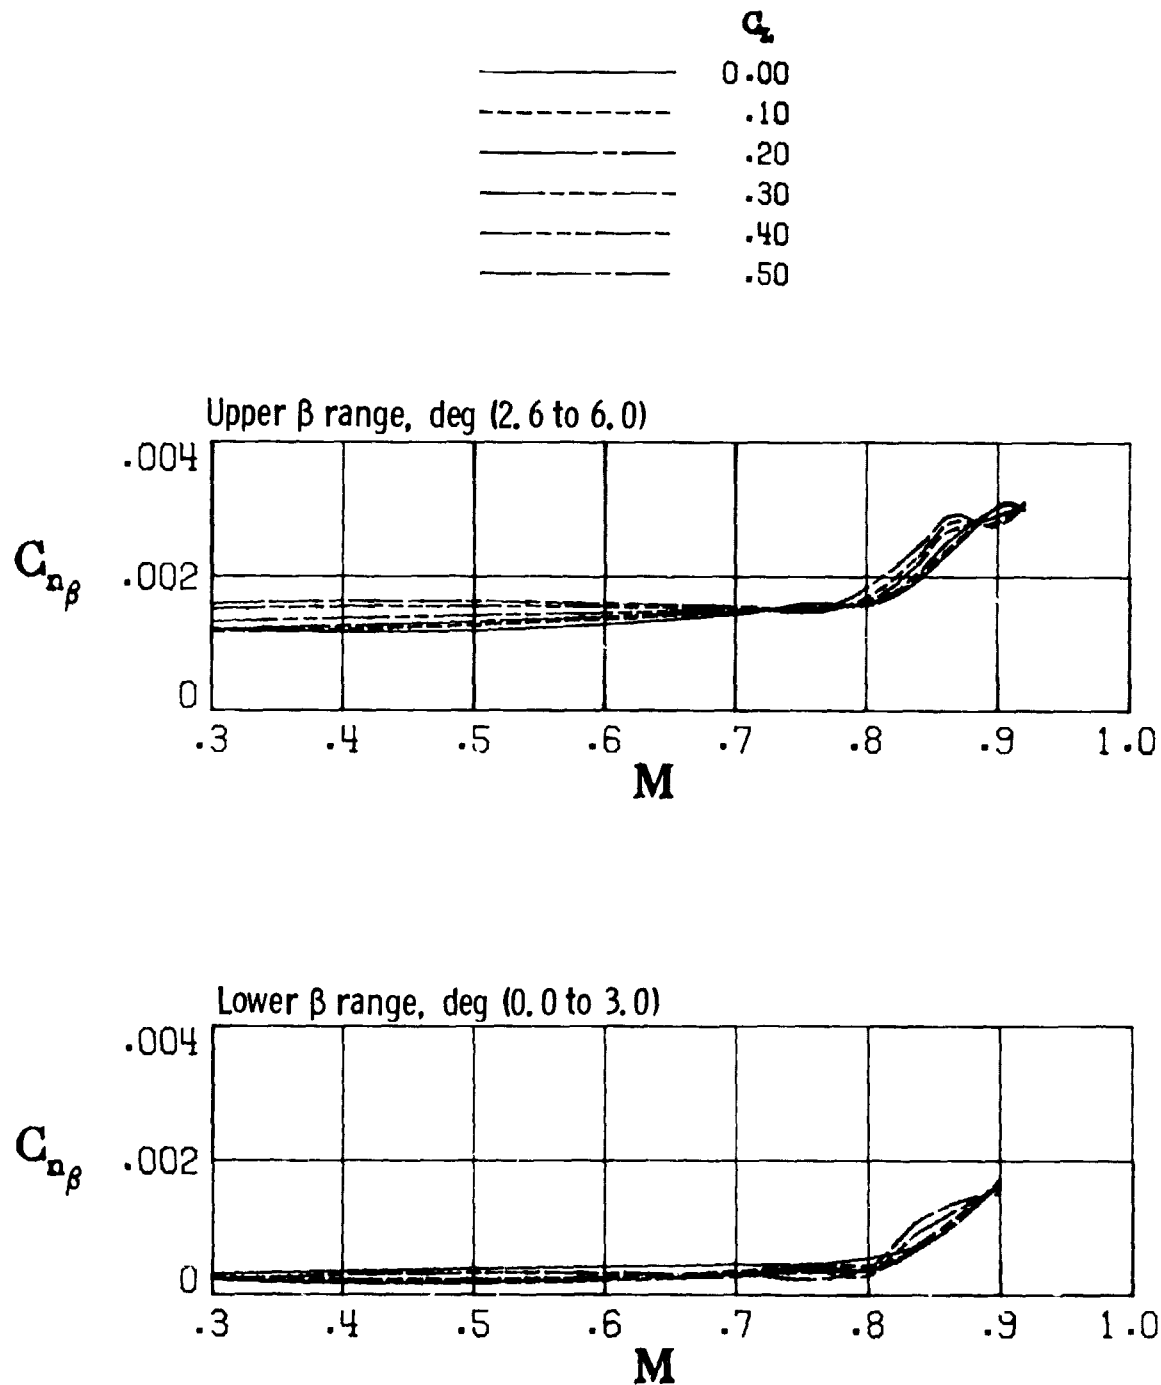 C_L
0.00
.10
.20
.30
.40
.50
Upper β range, deg (2.6 to 6.0)
.004
C_nβ .002
0
.3 .4 .5 .6 .7 .8 .9 1.0
M
Lower β range, deg (0.0 to 3.0)
.004
C_nβ .002
0
.3 .4 .5 .6 .7 .8 .9 1.0
M